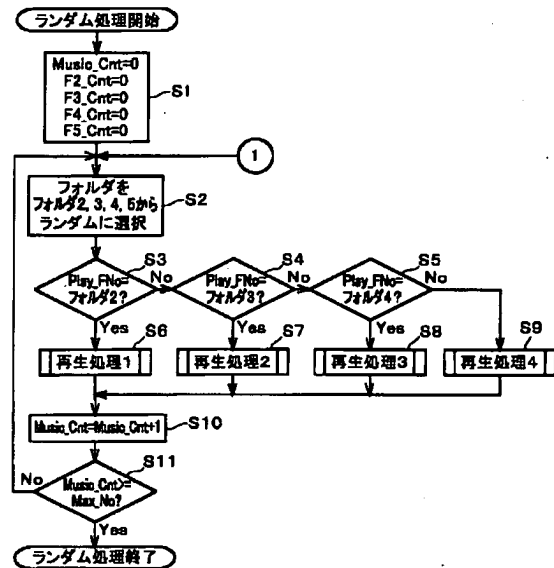 ランダム処理開始
Music_Cnt=0
F2_Cnt=0
F3_Cnt=0
F4_Cnt=0
F5_Cnt=0
S1
1
フォルダを
フォルダ2, 3, 4, 5から
ランダムに選択
S2
S3
Play_FNo=
フォルダ2?
No
Yes
S4
Play_FNo=
フォルダ3?
No
Yes
S5
Play_FNo=
フォルダ4?
No
Yes
S6
再生処理1
S7
再生処理2
S8
再生処理3
S9
再生処理4
Music_Cnt=Music_Cnt+1
S10
S11
No
Music_Cnt>=
Max_No?
Yes
ランダム処理終了